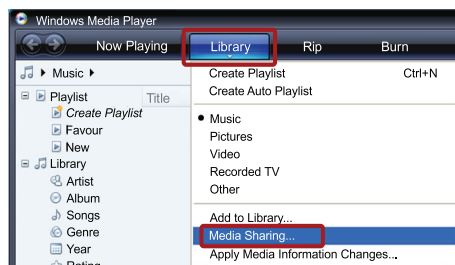 Windows Media Player
Now Playing Library Rip Burn
Music
Create Playlist Ctrl+N
Create Auto Playlist
Playlist Title
Create Playlist
Favour
New
Library
Artist
Album
Songs
Genre
Year
Rating
Music
Pictures
Video
Recorded TV
Other
Add to Library...
Media Sharing...
Apply Media Information Changes...